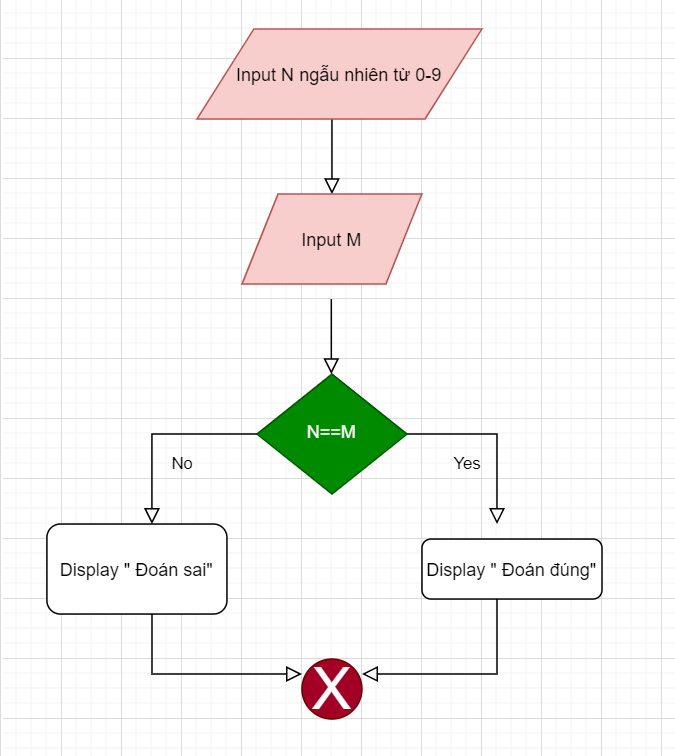 Input N ngẫu nhiên từ 0-9
Input M
N==M
No
Yes
Display " Đoán sai"
Display " Đoán đúng"
X